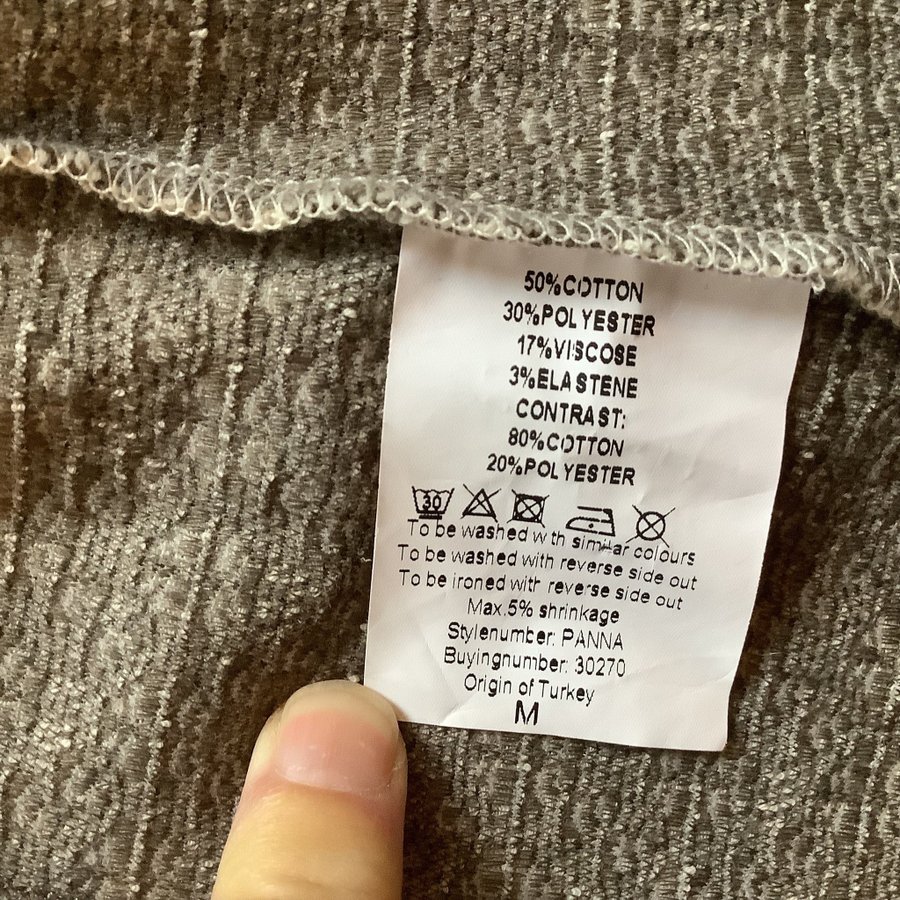 50%COTTON
30%POLYESTER
17%VISCOSE
3%ELASTENE
CONTRAST:
80%COTTON
20%POLYESTER
30
To be washed with similar colours
To be washed with reverse side out
To be ironed with reverse side out
Max.5% shrinkage
Stylenumber: PANNA
Buyingnumber: 30270
Origin of Turkey
M